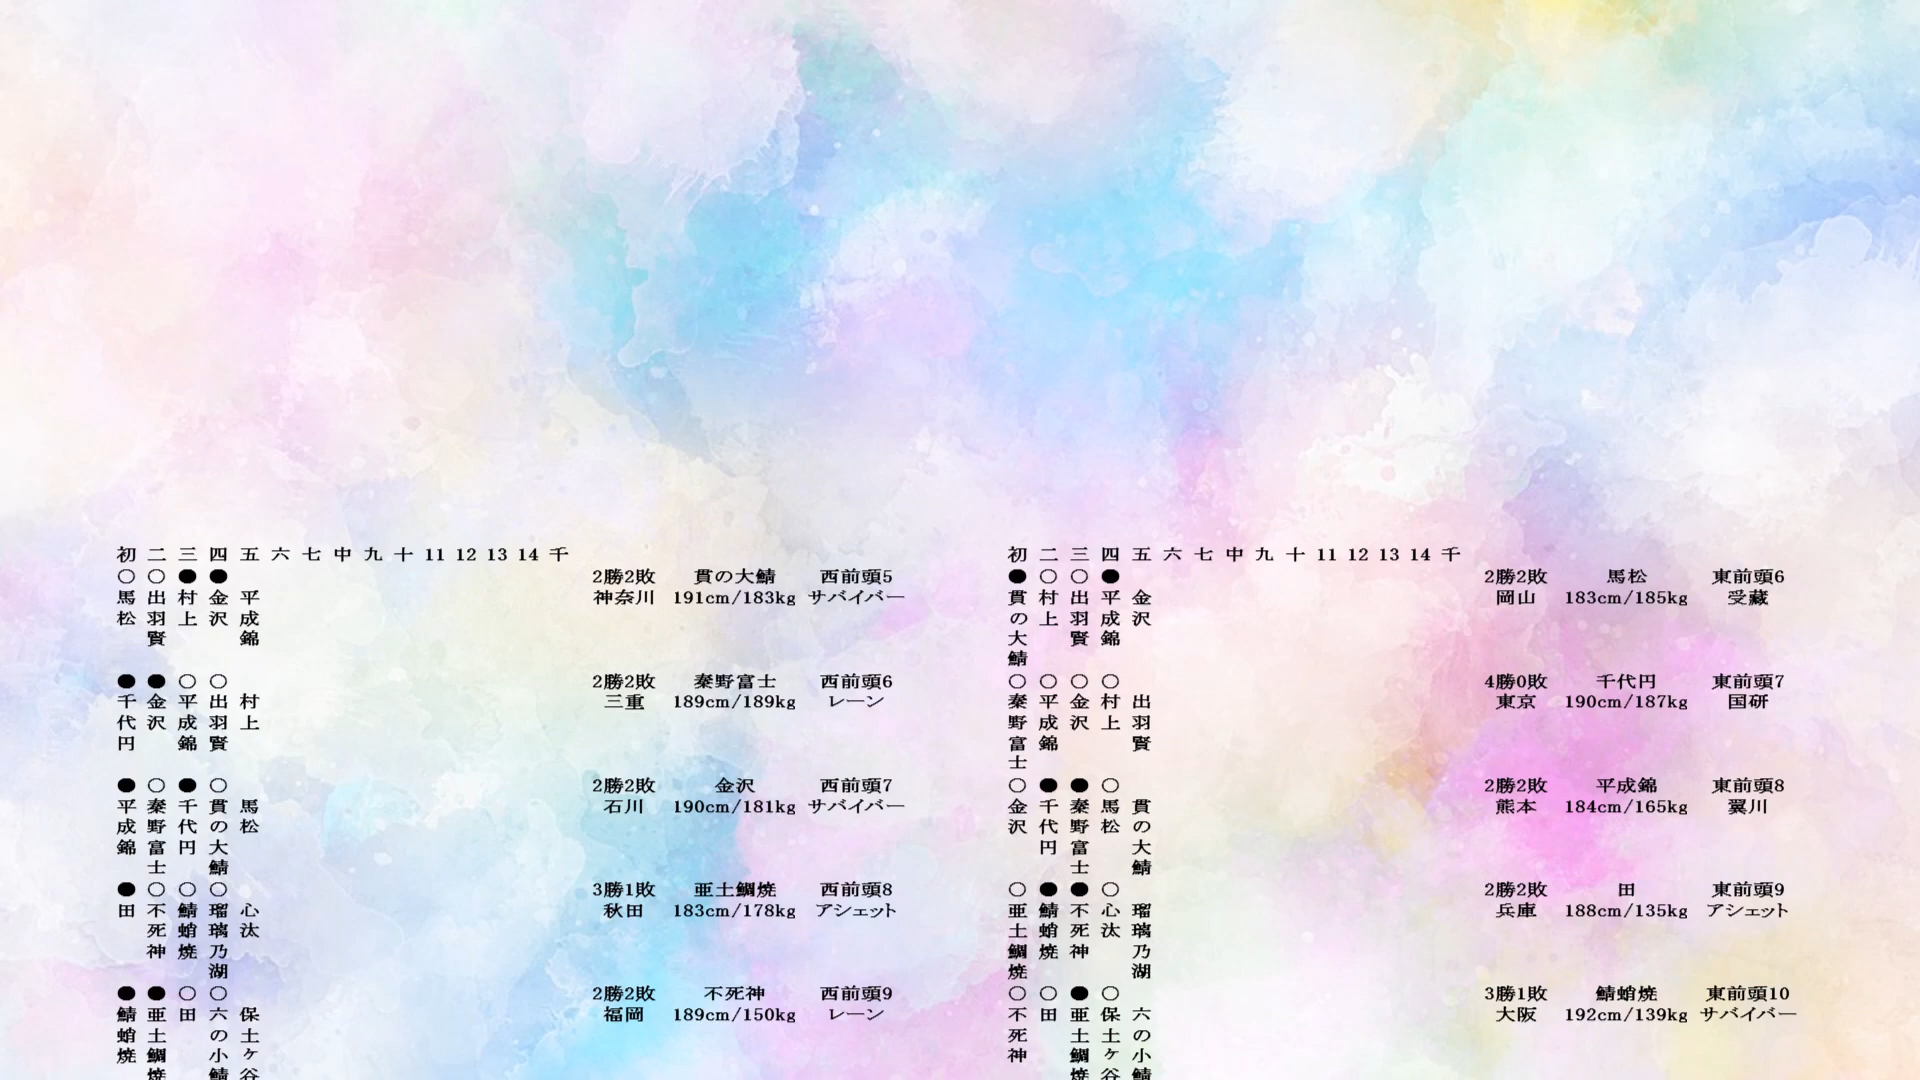 初 二 三 四 五 六 七 中 九 十 11 12 13 14 千
○ ○ ● ●
馬松 出羽賢 村上 金沢 平成錦
2勝2敗 貫の大鯖 西前頭5
神奈川 191cm/183kg サバイバー
● ● ○ ○
千代円 金沢 平成錦 出羽賢 村上
2勝2敗 秦野富士 西前頭6
三重 189cm/189kg レーン
● ○ ● ○
平成錦 秦野富士 千代円 貫の大鯖 馬松
2勝2敗 金沢 西前頭7
石川 190cm/181kg サバイバー
● ○ ○ ○
田 不死神 鯖蛸焼 瑠璃乃湖 心汰
3勝1敗 亜土鯛焼 西前頭8
秋田 183cm/178kg アシェット
● ● ○ ○
鯖蛸焼 亜土鯛焼 田 六の小鯖 保土ケ谷
2勝2敗 不死神 西前頭9
福岡 189cm/150kg レーン
初 二 三 四 五 六 七 中 九 十 11 12 13 14 千
● ○ ○ ●
貫の大鯖 村上 出羽賢 平成錦 金沢
2勝2敗 馬松 東前頭6
岡山 183cm/185kg 受藏
○ ○ ○ ○
秦野富士 平成錦 金沢 村上 出羽賢
4勝0敗 千代円 東前頭7
東京 190cm/187kg 国研
○ ● ● ○
金沢 千代円 秦野富士 馬松 貫の大鯖
2勝2敗 平成錦 東前頭8
熊本 184cm/165kg 翼川
○ ● ● ○
亜土鯛焼 鯖蛸焼 不死神 心汰 瑠璃乃湖
2勝2敗 田 東前頭9
兵庫 188cm/135kg アシェット
○ ○ ● ○
不死神 田 亜土鯛焼 保土ケ谷 六の小鯖
3勝1敗 鯖蛸焼 東前頭10
大阪 192cm/139kg サバイバー